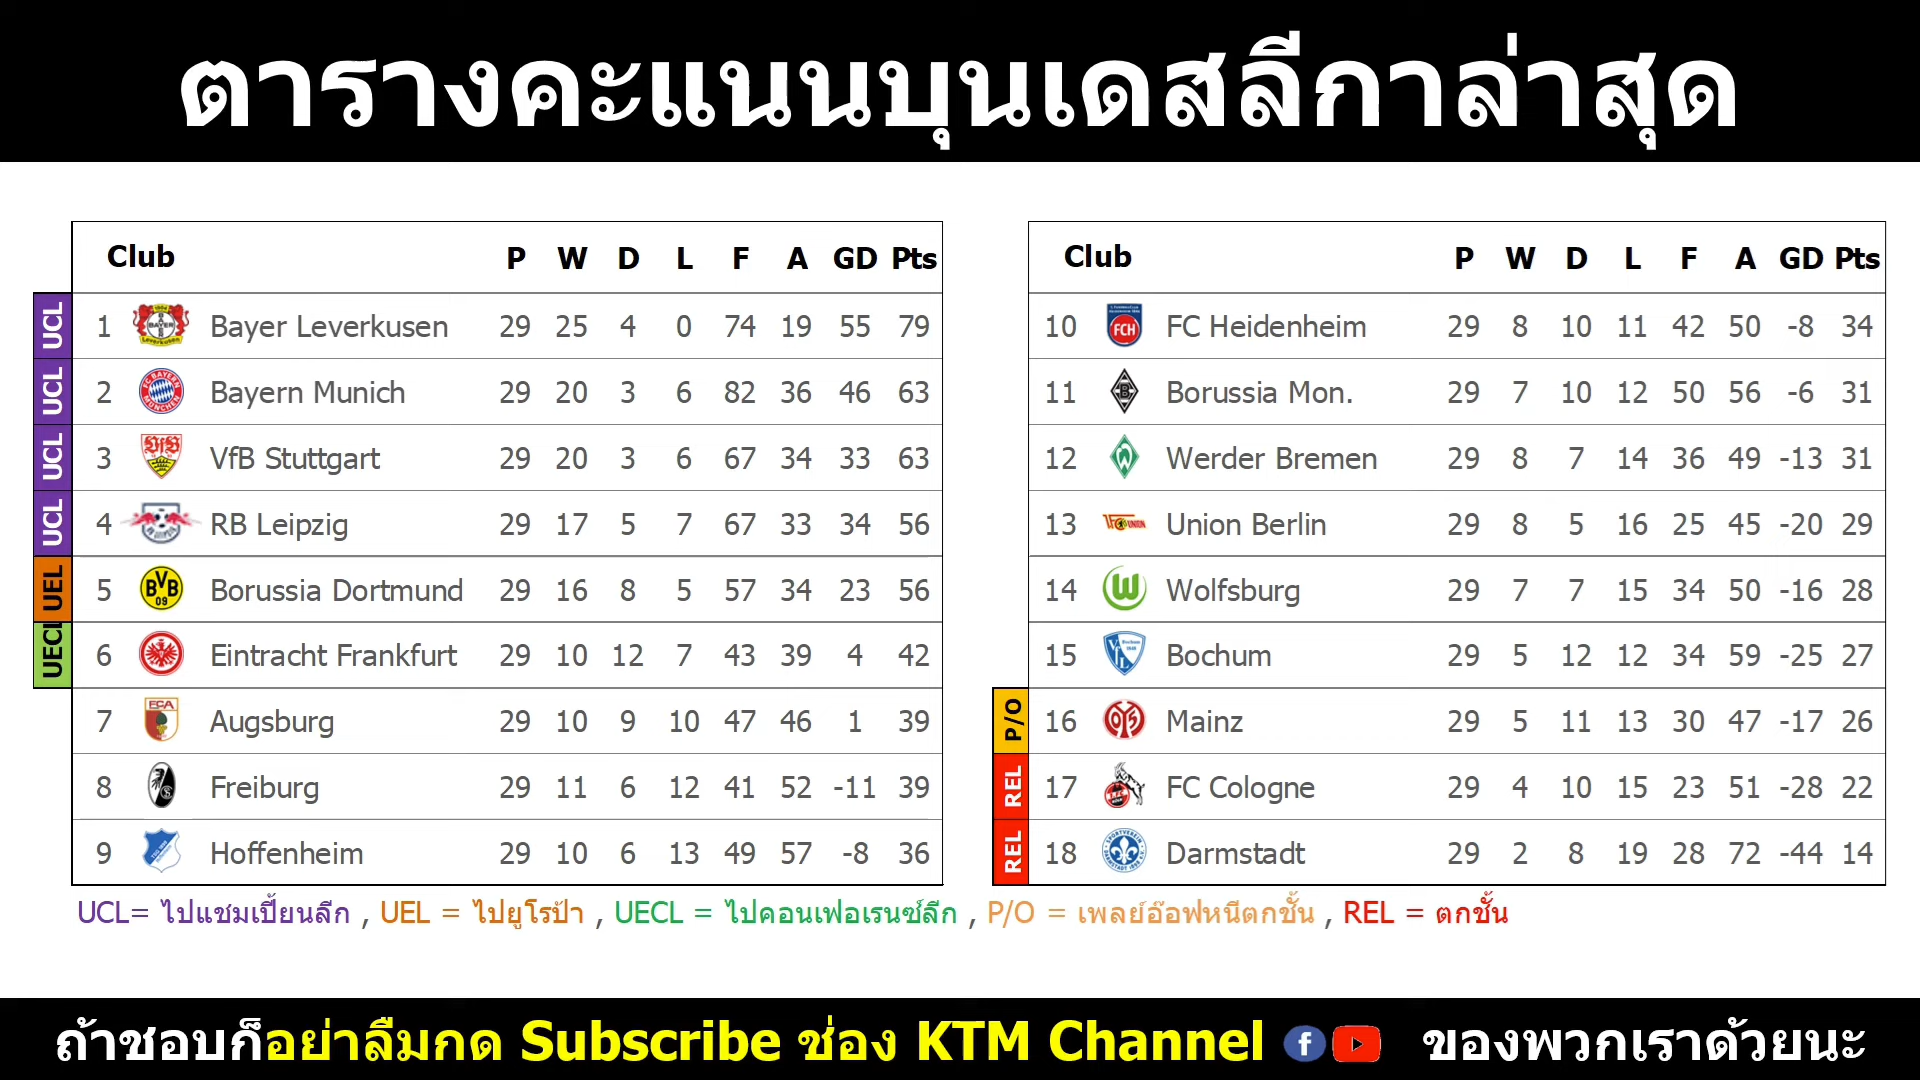 ตารางคะแนนบุนเดสลีกาล่าสุด
Club P W D L F A GD Pts
UCL 1 Bayer Leverkusen 29 25 4 0 74 19 55 79
UCL 2 Bayern Munich 29 20 3 6 82 36 46 63
UCL 3 VfB Stuttgart 29 20 3 6 67 34 33 63
UCL 4 RB Leipzig 29 17 5 7 67 33 34 56
UEL 5 Borussia Dortmund 29 16 8 5 57 34 23 56
UECL 6 Eintracht Frankfurt 29 10 12 7 43 39 4 42
7 Augsburg 29 10 9 10 47 46 1 39
8 Freiburg 29 11 6 12 41 52 -11 39
9 Hoffenheim 29 10 6 13 49 57 -8 36
Club P W D L F A GD Pts
10 FC Heidenheim 29 8 10 11 42 50 -8 34
11 Borussia Mon. 29 7 10 12 50 56 -6 31
12 Werder Bremen 29 8 7 14 36 49 -13 31
13 Union Berlin 29 8 5 16 25 45 -20 29
14 Wolfsburg 29 7 7 15 34 50 -16 28
15 Bochum 29 5 12 12 34 59 -25 27
P/O 16 Mainz 29 5 11 13 30 47 -17 26
REL 17 FC Cologne 29 4 10 15 23 51 -28 22
REL 18 Darmstadt 29 2 8 19 28 72 -44 14
UCL= ไปแชมเปี้ยนลีก , UEL = ไปยูโรป้า , UECL = ไปคอนเฟอเรนซ์ลีก , P/O = เพลย์อ๊อฟหนีตกชั้น , REL = ตกชั้น
ถ้าชอบก็อย่าลืมกด Subscribe ช่อง KTM Channel ของพวกเราด้วยนะ